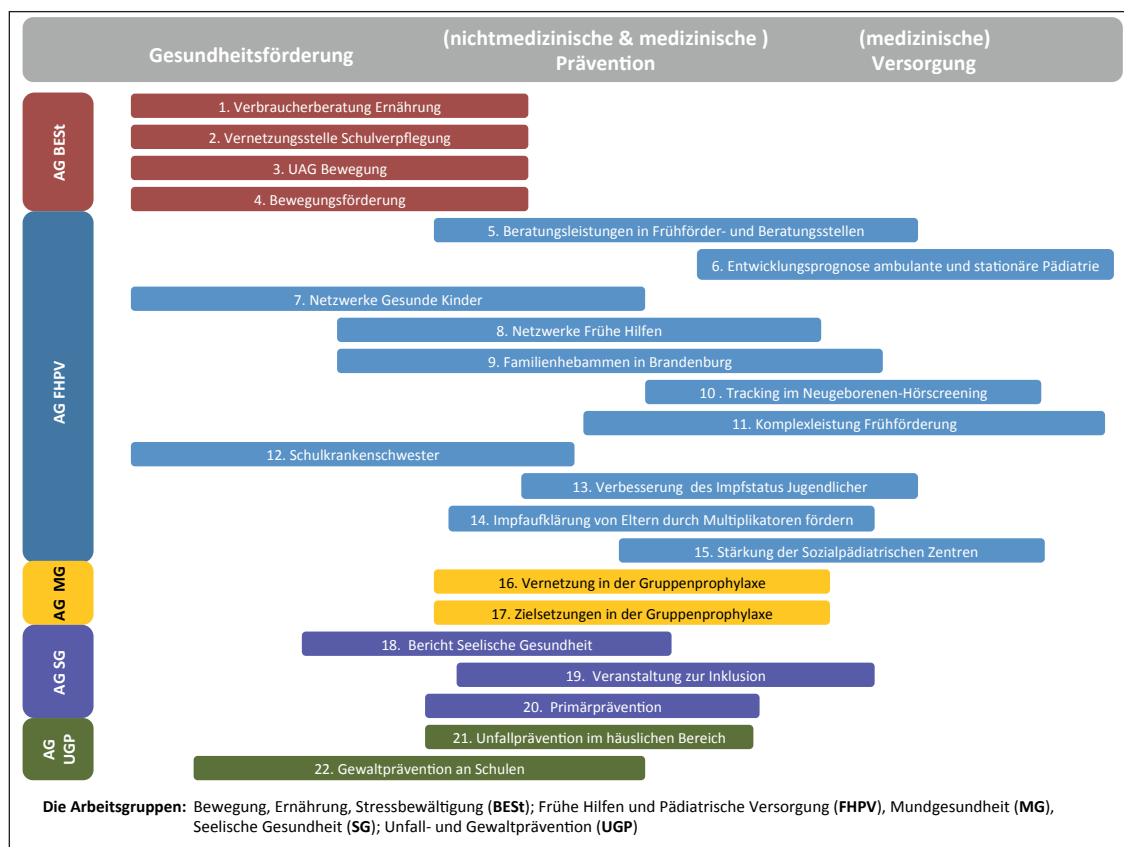 Gesundheitsförderung
(nichtmedizinische & medizinische )
Prävention
(medizinische)
Versorgung
AG BESt
1. Verbraucherberatung Ernährung
2. Vernetzungsstelle Schulverpflegung
3. UAG Bewegung
4. Bewegungsförderung
AG FHPV
5. Beratungsleistungen in Frühförder- und Beratungsstellen
6. Entwicklungsprognose ambulante und stationäre Pädiatrie
7. Netzwerke Gesunde Kinder
8. Netzwerke Frühe Hilfen
9. Familienhebammen in Brandenburg
10 . Tracking im Neugeborenen-Hörscreening
11. Komplexleistung Frühförderung
12. Schulkrankenschwester
13. Verbesserung des Impfstatus Jugendlicher
14. Impfaufklärung von Eltern durch Multiplikatoren fördern
15. Stärkung der Sozialpädiatrischen Zentren
AG MG
16. Vernetzung in der Gruppenprophylaxe
17. Zielsetzungen in der Gruppenprophylaxe
AG SG
18. Bericht Seelische Gesundheit
19. Veranstaltung zur Inklusion
20. Primärprävention
AG
UGP
21. Unfallprävention im häuslichen Bereich
22. Gewaltprävention an Schulen
Die Arbeitsgruppen: Bewegung, Ernährung, Stressbewältigung (BESt); Frühe Hilfen und Pädiatrische Versorgung (FHPV), Mundgesundheit (MG),
Seelische Gesundheit (SG); Unfall- und Gewaltprävention (UGP)